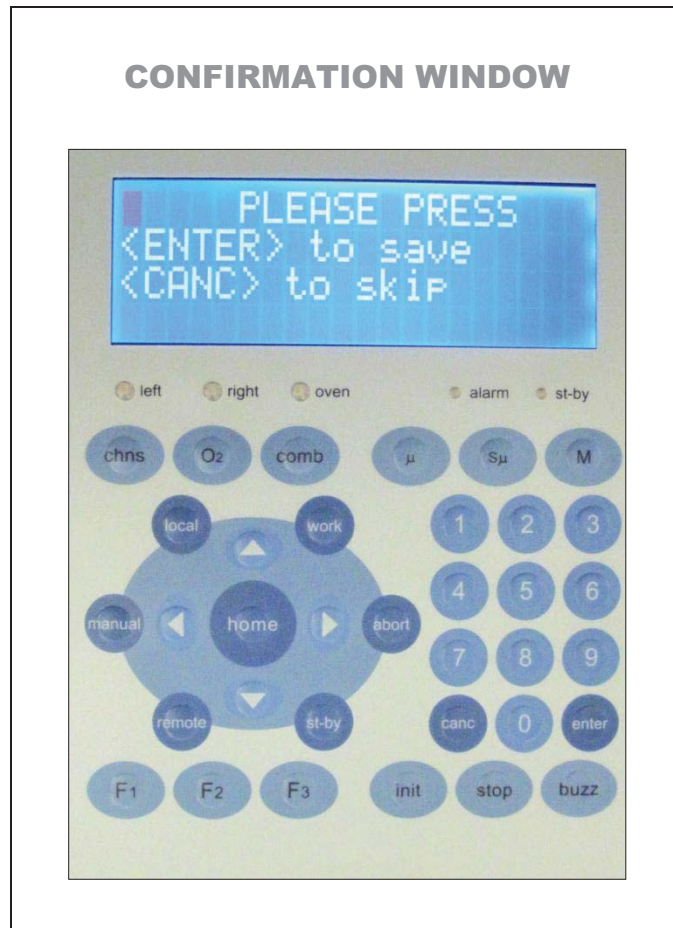 CONFIRMATION WINDOW
PLEASE PRESS
<ENTER> to save
<CANC> to skip
left right oven alarm st-by
chns O₂ comb μ Sμ M
local work 1 2 3
manual home abort 4 5 6
7 8 9
remote st-by canc 0 enter
F₁ F₂ F₃ init stop buzz